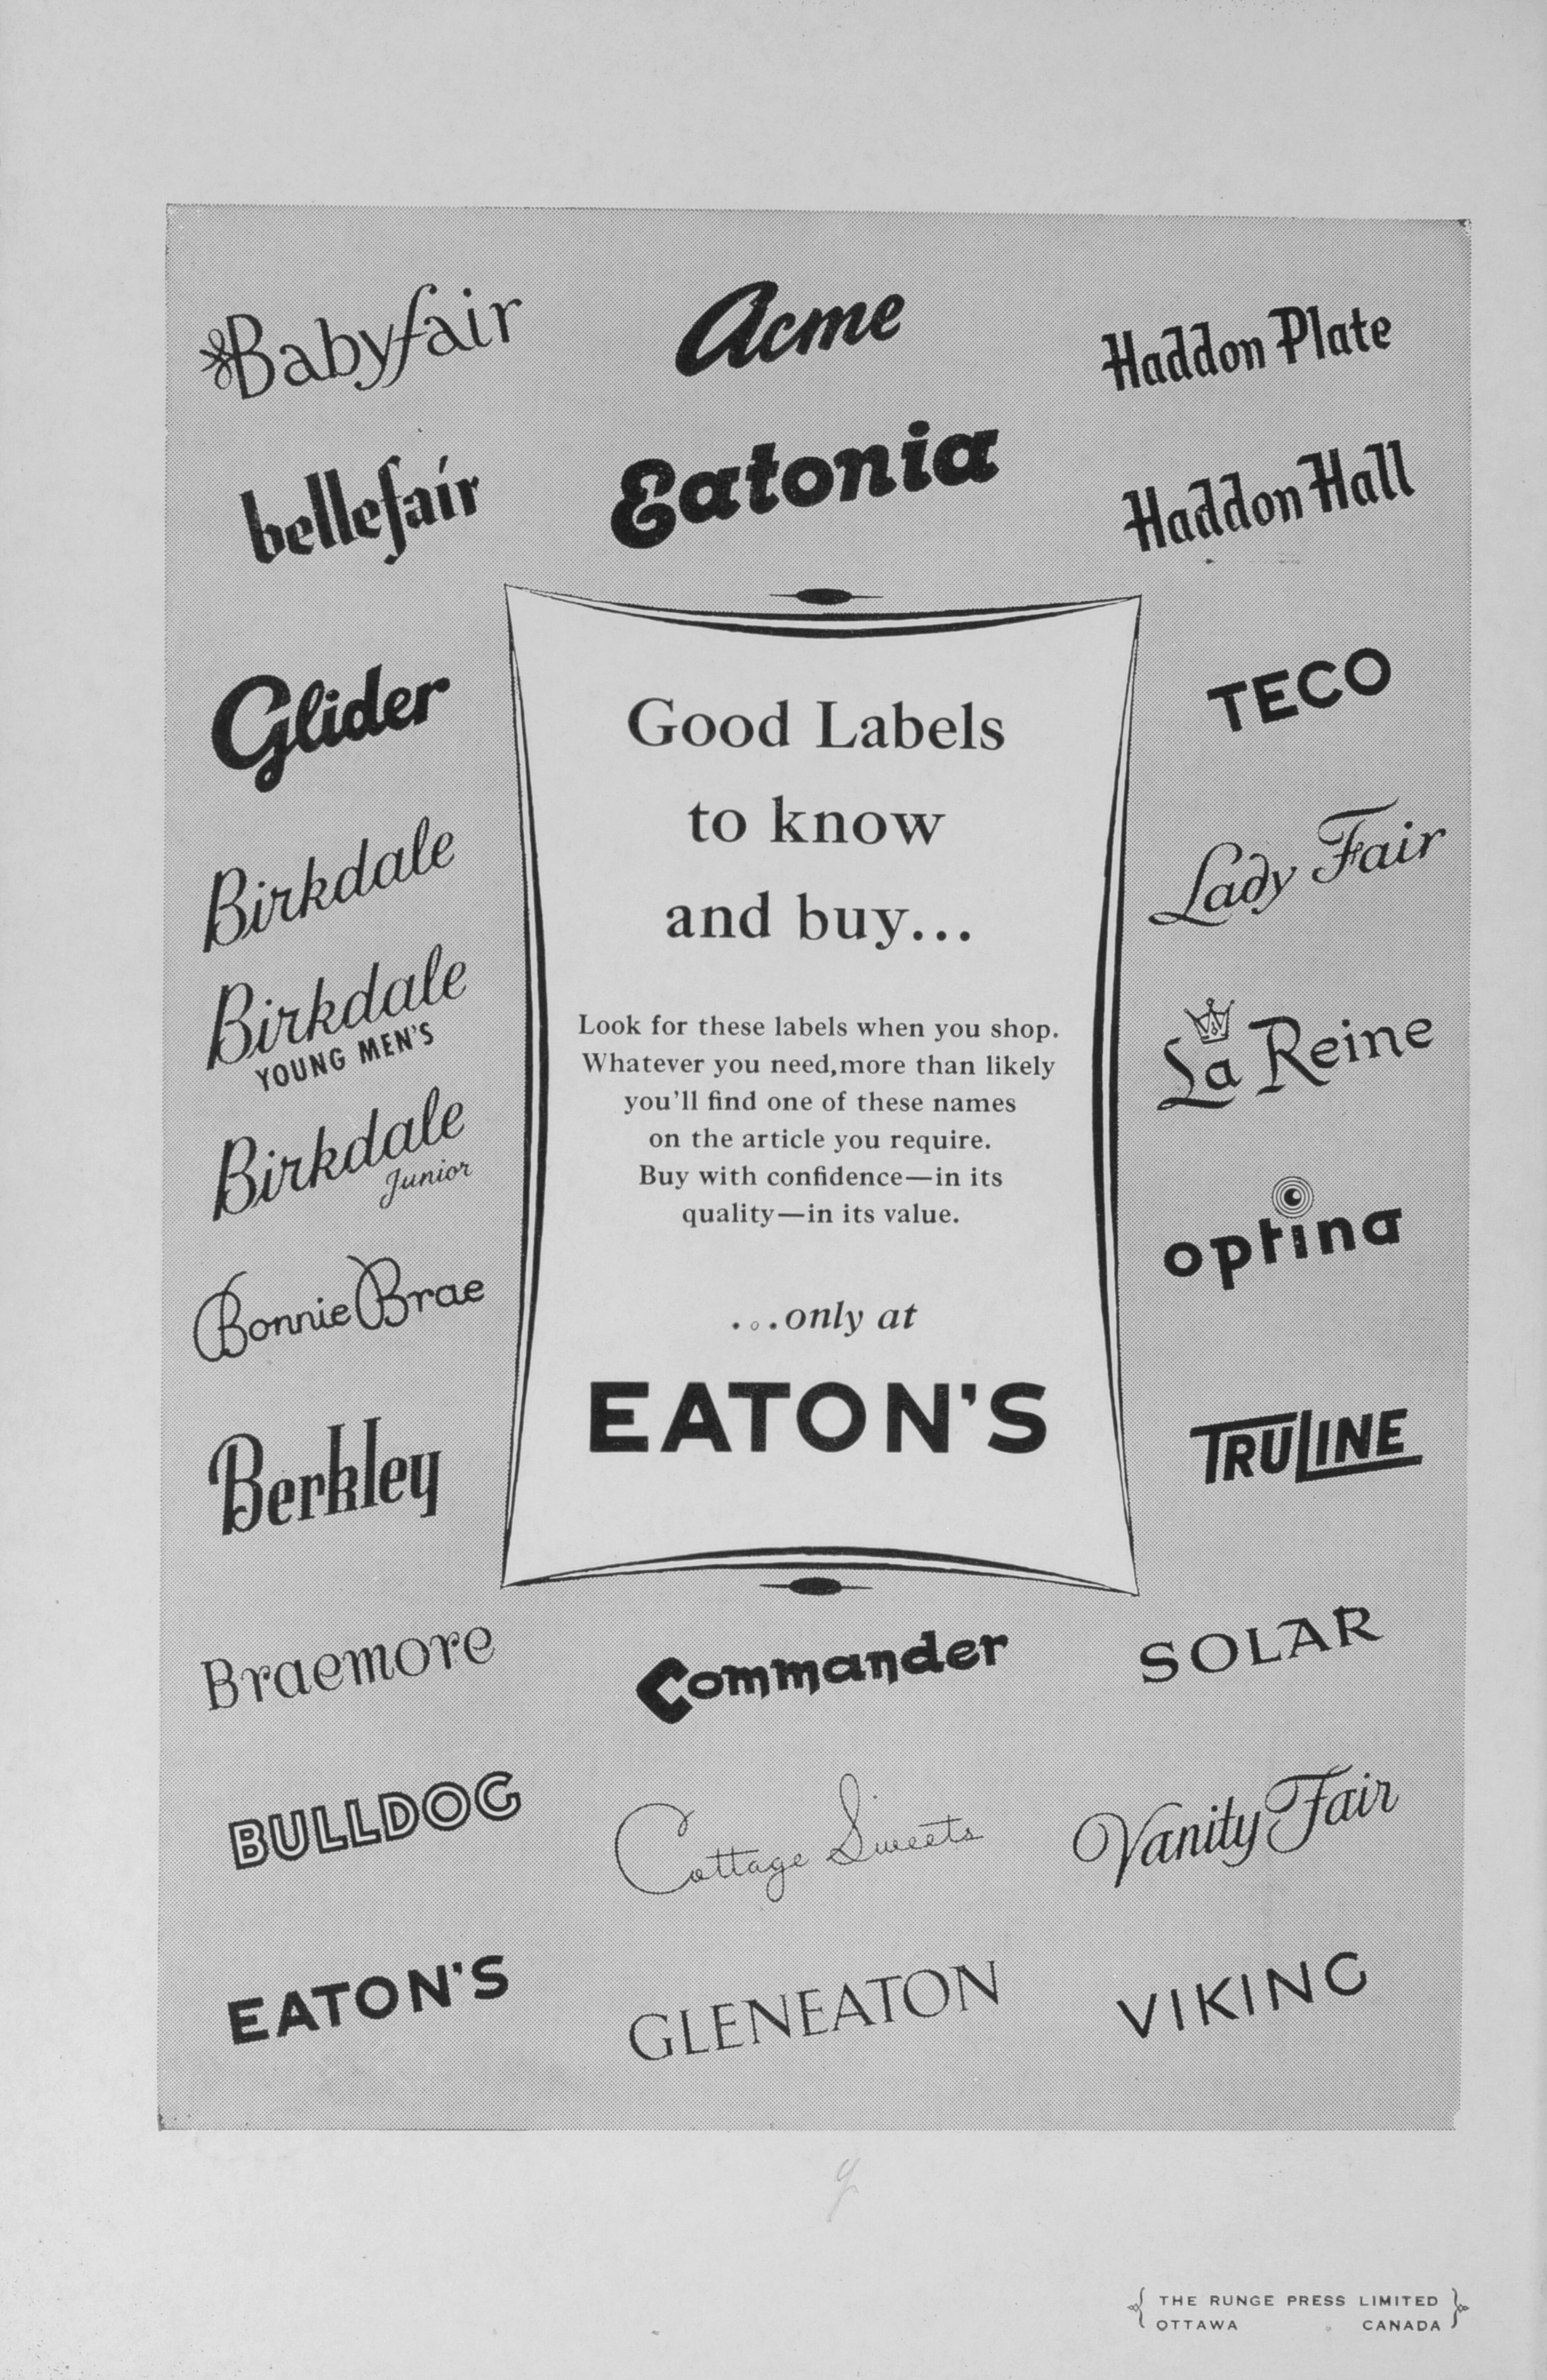 Babyfair
Acme
Haddon Plate
bellefair
Eatonia
Haddon Hall
Glider
Birkdale
Birkdale
YOUNG MEN'S
Birkdale
Junior
Bonnie Brae
Berkley
Good Labels
to know
and buy...
Look for these labels when you shop.
Whatever you need, more than likely
you'll find one of these names
on the article you require.
Buy with confidence—in its
quality—in its value.
...only at
EATON'S
TECO
Lady Fair
La Reine
optina
TRULINE
Braemore
Commander
SOLAR
BULLDOG
Cottage Sweets
Vanity Fair
EATON'S
GLENEATON
VIKING
THE RUNGE PRESS LIMITED
OTTAWA CANADA